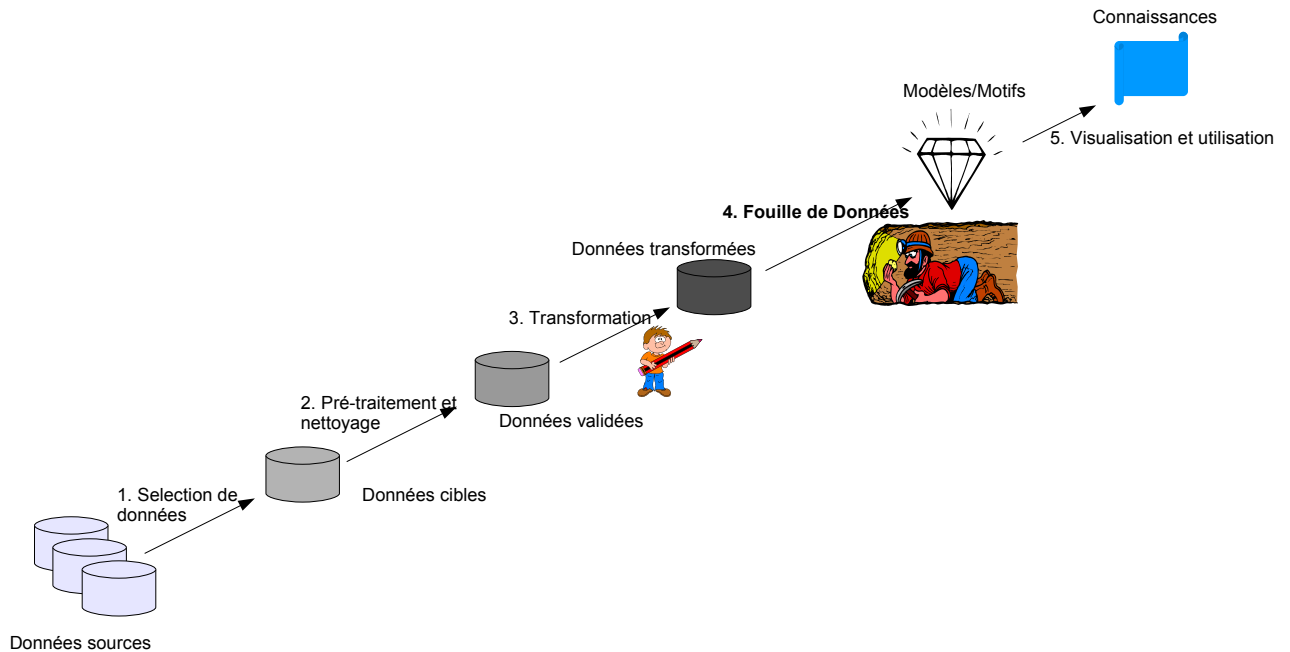 Connaissances
Modèles/Motifs
5. Visualisation et utilisation
4. Fouille de Données
Données transformées
3. Transformation
2. Pré-traitement et
nettoyage
Données validées
1. Selection de
données
Données cibles
Données sources